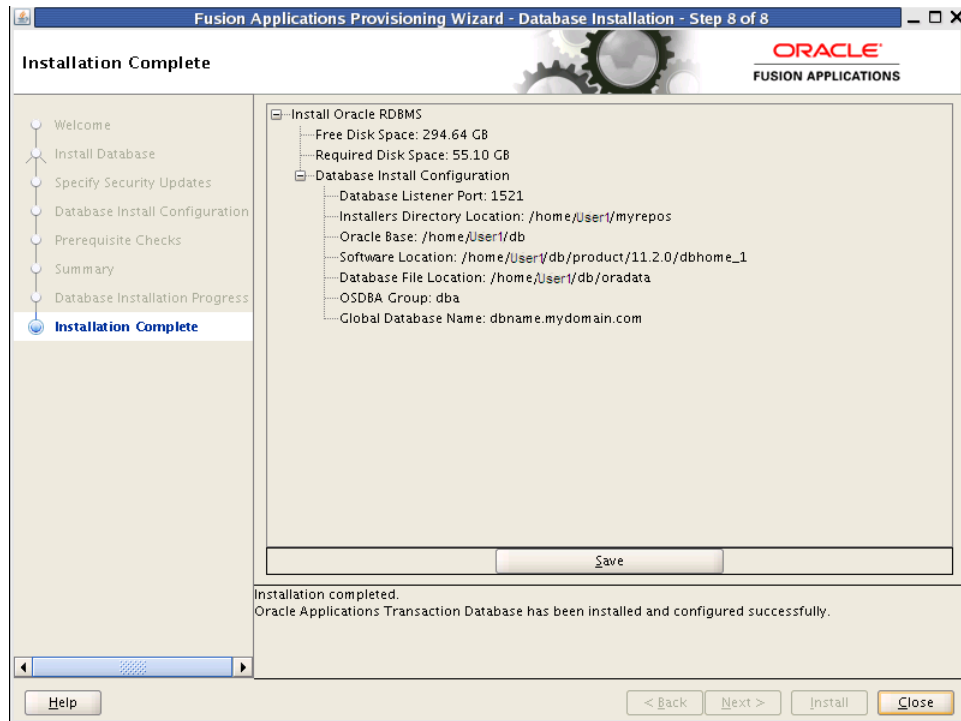 Fusion Applications Provisioning Wizard - Database Installation - Step 8 of 8
Installation Complete
ORACLE
FUSION APPLICATIONS
Welcome
Install Database
Specify Security Updates
Database Install Configuration
Prerequisite Checks
Summary
Database Installation Progress
Installation Complete
Install Oracle RDBMS
Free Disk Space: 294.64 GB
Required Disk Space: 55.10 GB
Database Install Configuration
Database Listener Port: 1521
Installers Directory Location: /home/User1/myrepos
Oracle Base: /home/User1/db
Software Location: /home/User1/db/product/11.2.0/dbhome_1
Database File Location: /home/User1/db/oradata
OSDBA Group: dba
Global Database Name: dbname.mydomain.com
Save
Installation completed.
Oracle Applications Transaction Database has been installed and configured successfully.
Help
< Back
Next >
Install
Close